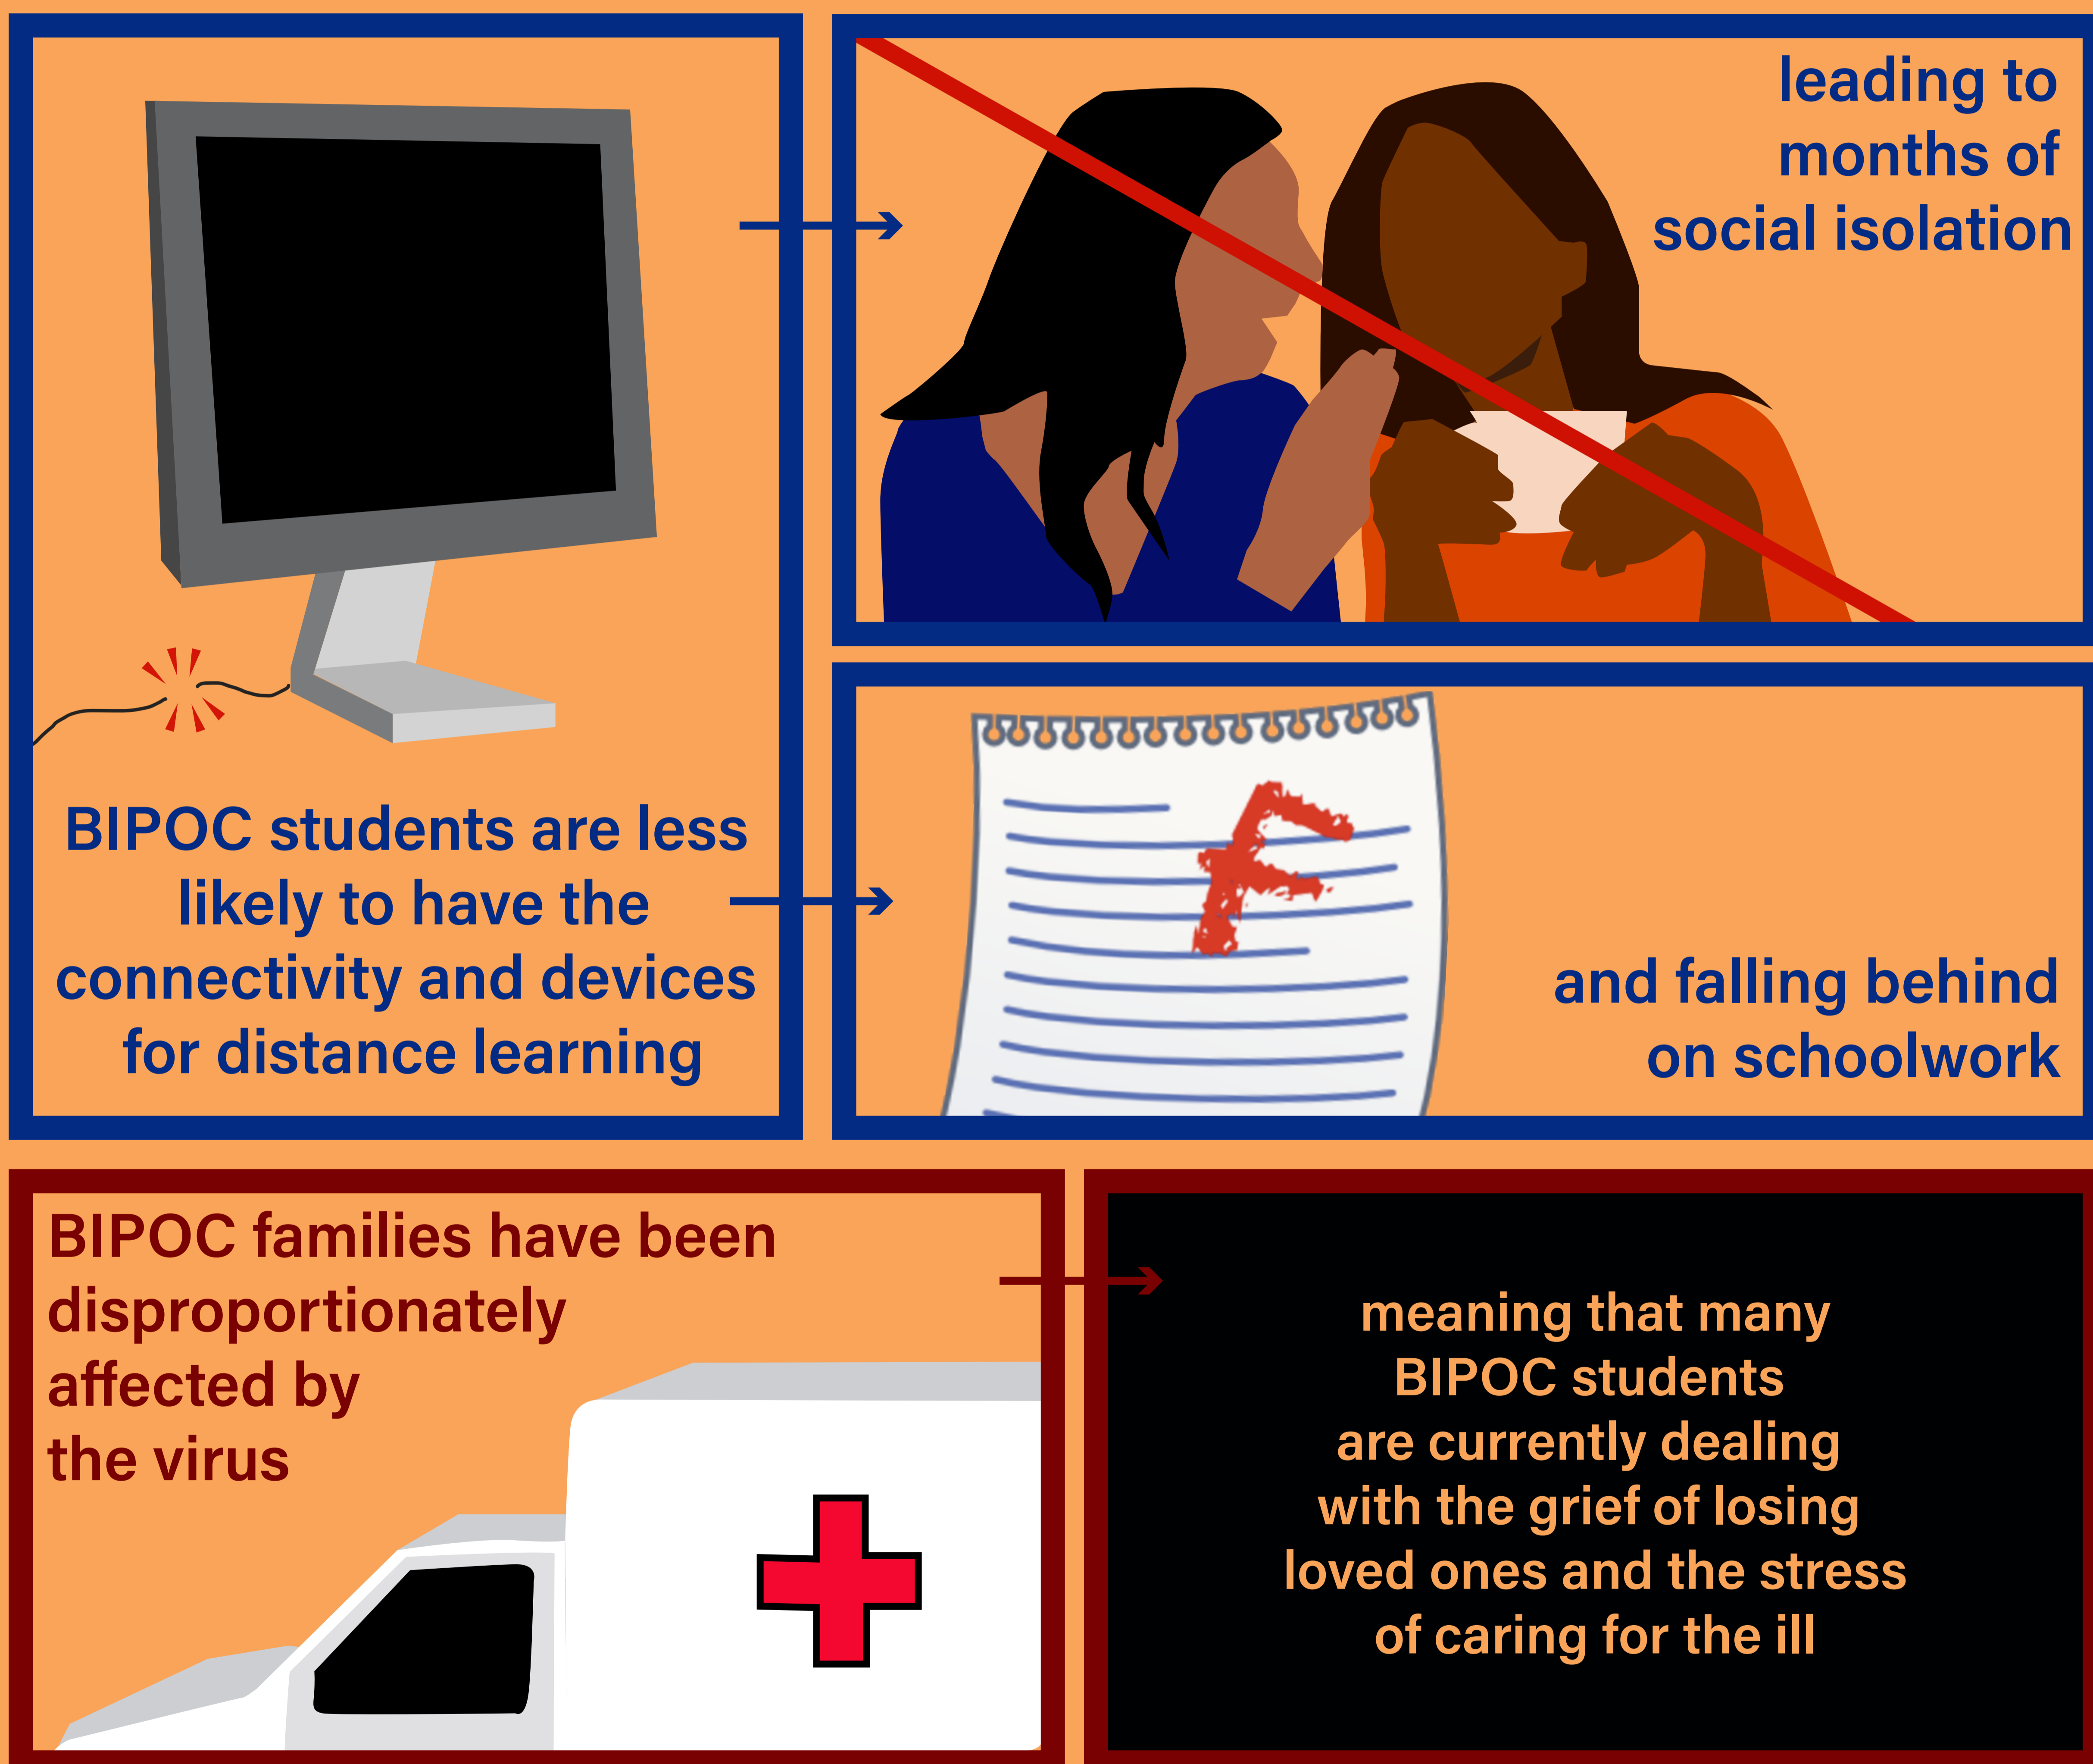 BIPOC students are less
likely to have the
connectivity and devices
for distance learning
leading to
months of
social isolation
F
and falling behind
on schoolwork
BIPOC families have been
disproportionately
affected by
the virus
meaning that many
BIPOC students
are currently dealing
with the grief of losing
loved ones and the stress
of caring for the ill